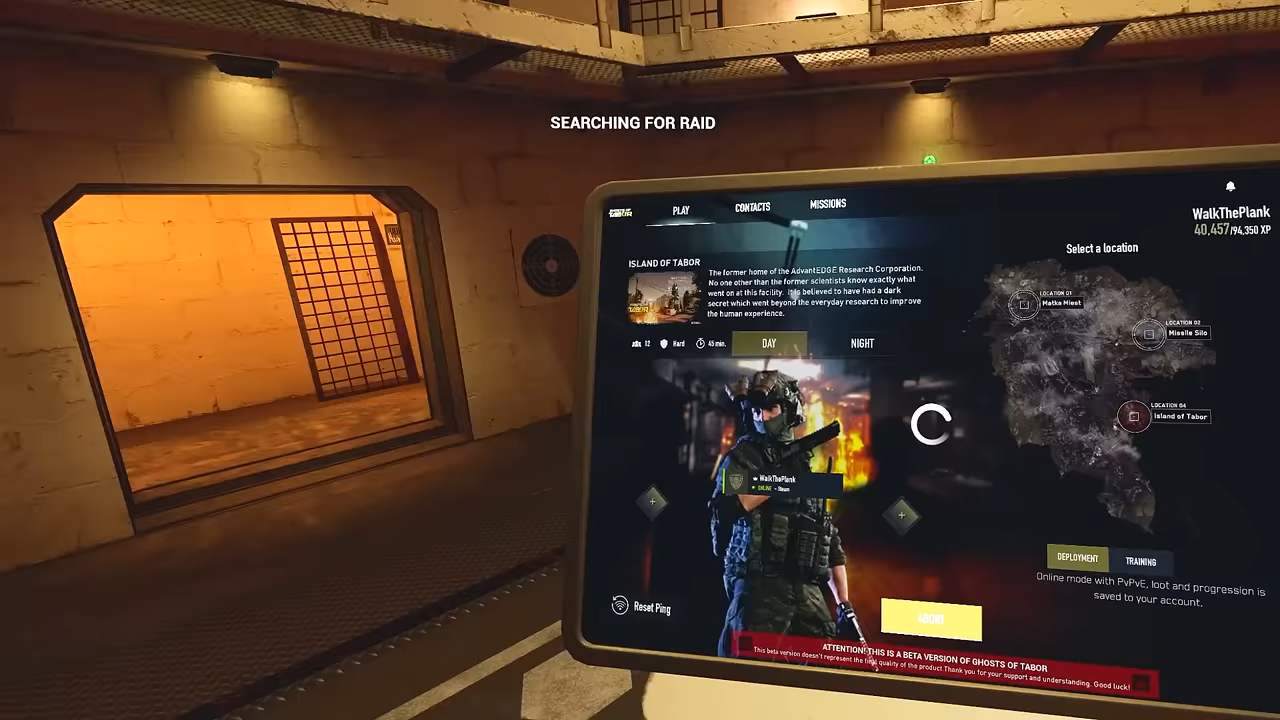 SEARCHING FOR RAID
PLAY
CONTACTS
MISSIONS
WalkThePlank
40,457/94,350 XP
ISLAND OF TABOR
The former home of the AdvantEDGE Research Corporation.
No one other than the former scientists know exactly what
went on at this facility. It is believed to have had a dark
secret which went beyond the everyday research to improve
the human experience.
12
Hard
45 min.
DAY
NIGHT
Select a location
LOCATION 01
Matka Miest
LOCATION 02
Missile Silo
LOCATION 04
Island of Tabor
WalkThePlank
ONLINE - Steam
DEPLOYMENT
TRAINING
Online mode with PvPvE, loot and progression is
saved to your account.
Reset Ping
ABORT
ATTENTION! THIS IS A BETA VERSION OF GHOSTS OF TABOR
This beta version doesn't represent the final quality of the product. Thank you for your support and understanding. Good luck!